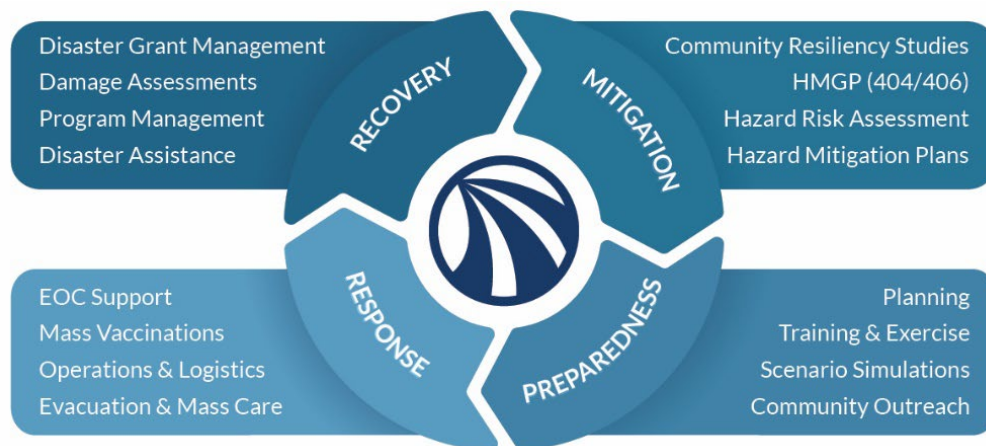 Disaster Grant Management
Damage Assessments
Program Management
Disaster Assistance
RECOVERY
MITIGATION
Community Resiliency Studies
HMGP (404/406)
Hazard Risk Assessment
Hazard Mitigation Plans
EOC Support
Mass Vaccinations
Operations & Logistics
Evacuation & Mass Care
RESPONSE
PREPAREDNESS
Planning
Training & Exercise
Scenario Simulations
Community Outreach